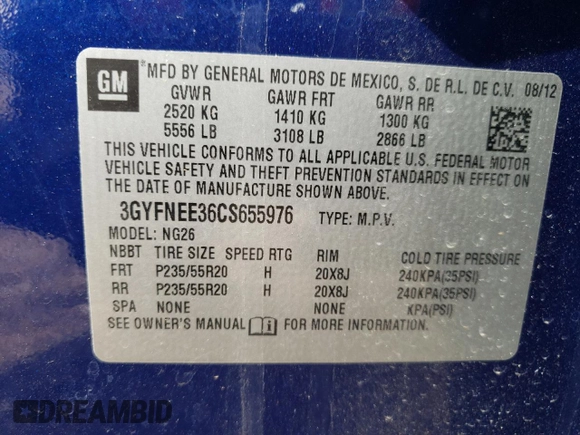 GM *MFD BY GENERAL MOTORS DE MEXICO, S. DE R.L. DE C.V. 08/12
GVWR GAWR FRT GAWR RR
2520 KG 1410 KG 1300 KG
5556 LB 3108 LB 2866 LB
THIS VEHICLE CONFORMS TO ALL APPLICABLE U.S. FEDERAL MOTOR
VEHICLE SAFETY AND THEFT PREVENTION STANDARDS IN EFFECT ON
THE DATE OF MANUFACTURE SHOWN ABOVE.
3GYFNEE36CS655976 TYPE: M.P.V.
MODEL: NG26
NBBT TIRE SIZE SPEED RTG RIM COLD TIRE PRESSURE
FRT P235/55R20 H 20X8J 240KPA(35PSI)
RR P235/55R20 H 20X8J 240KPA(35PSI)
SPA NONE NONE KPA(PSI)
SEE OWNER'S MANUAL FOR MORE INFORMATION.
DREAMBID